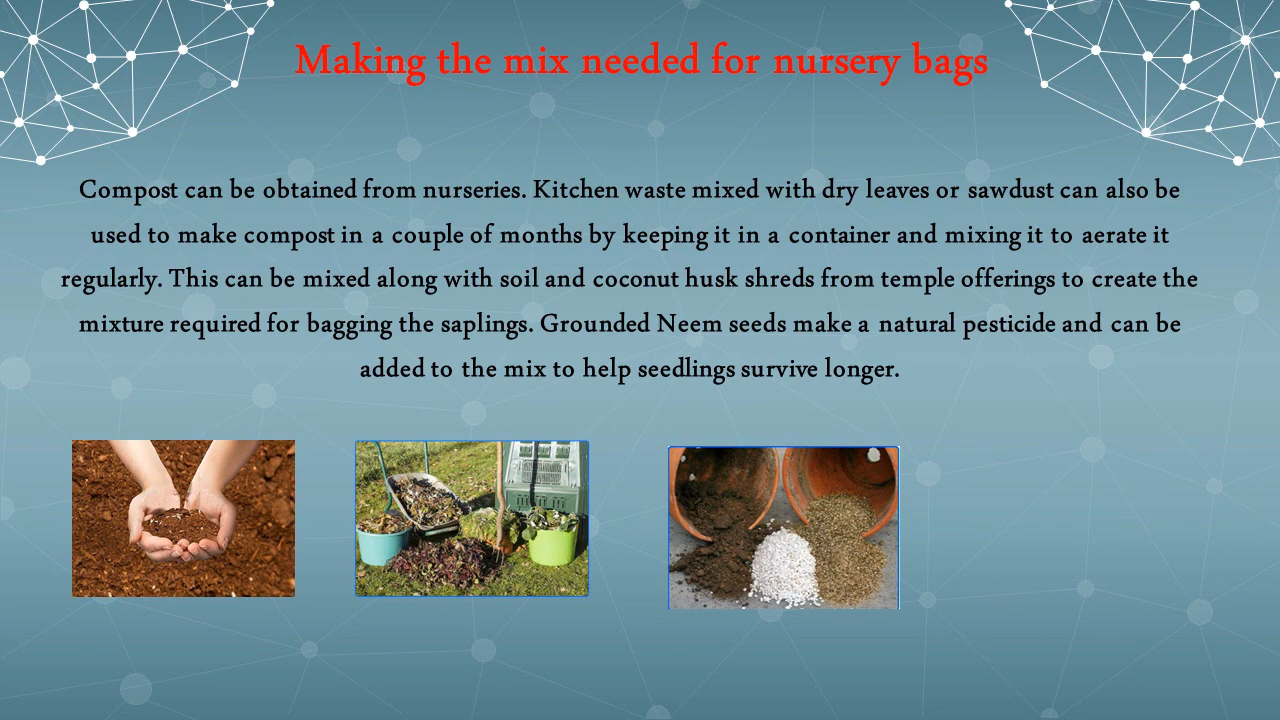 Making the mix needed for nursery bags
Compost can be obtained from nurseries. Kitchen waste mixed with dry leaves or sawdust can also be
used to make compost in a couple of months by keeping it in a container and mixing it to aerate it
regularly. This can be mixed along with soil and coconut husk shreds from temple offerings to create the
mixture required for bagging the saplings. Grounded Neem seeds make a natural pesticide and can be
added to the mix to help seedlings survive longer.